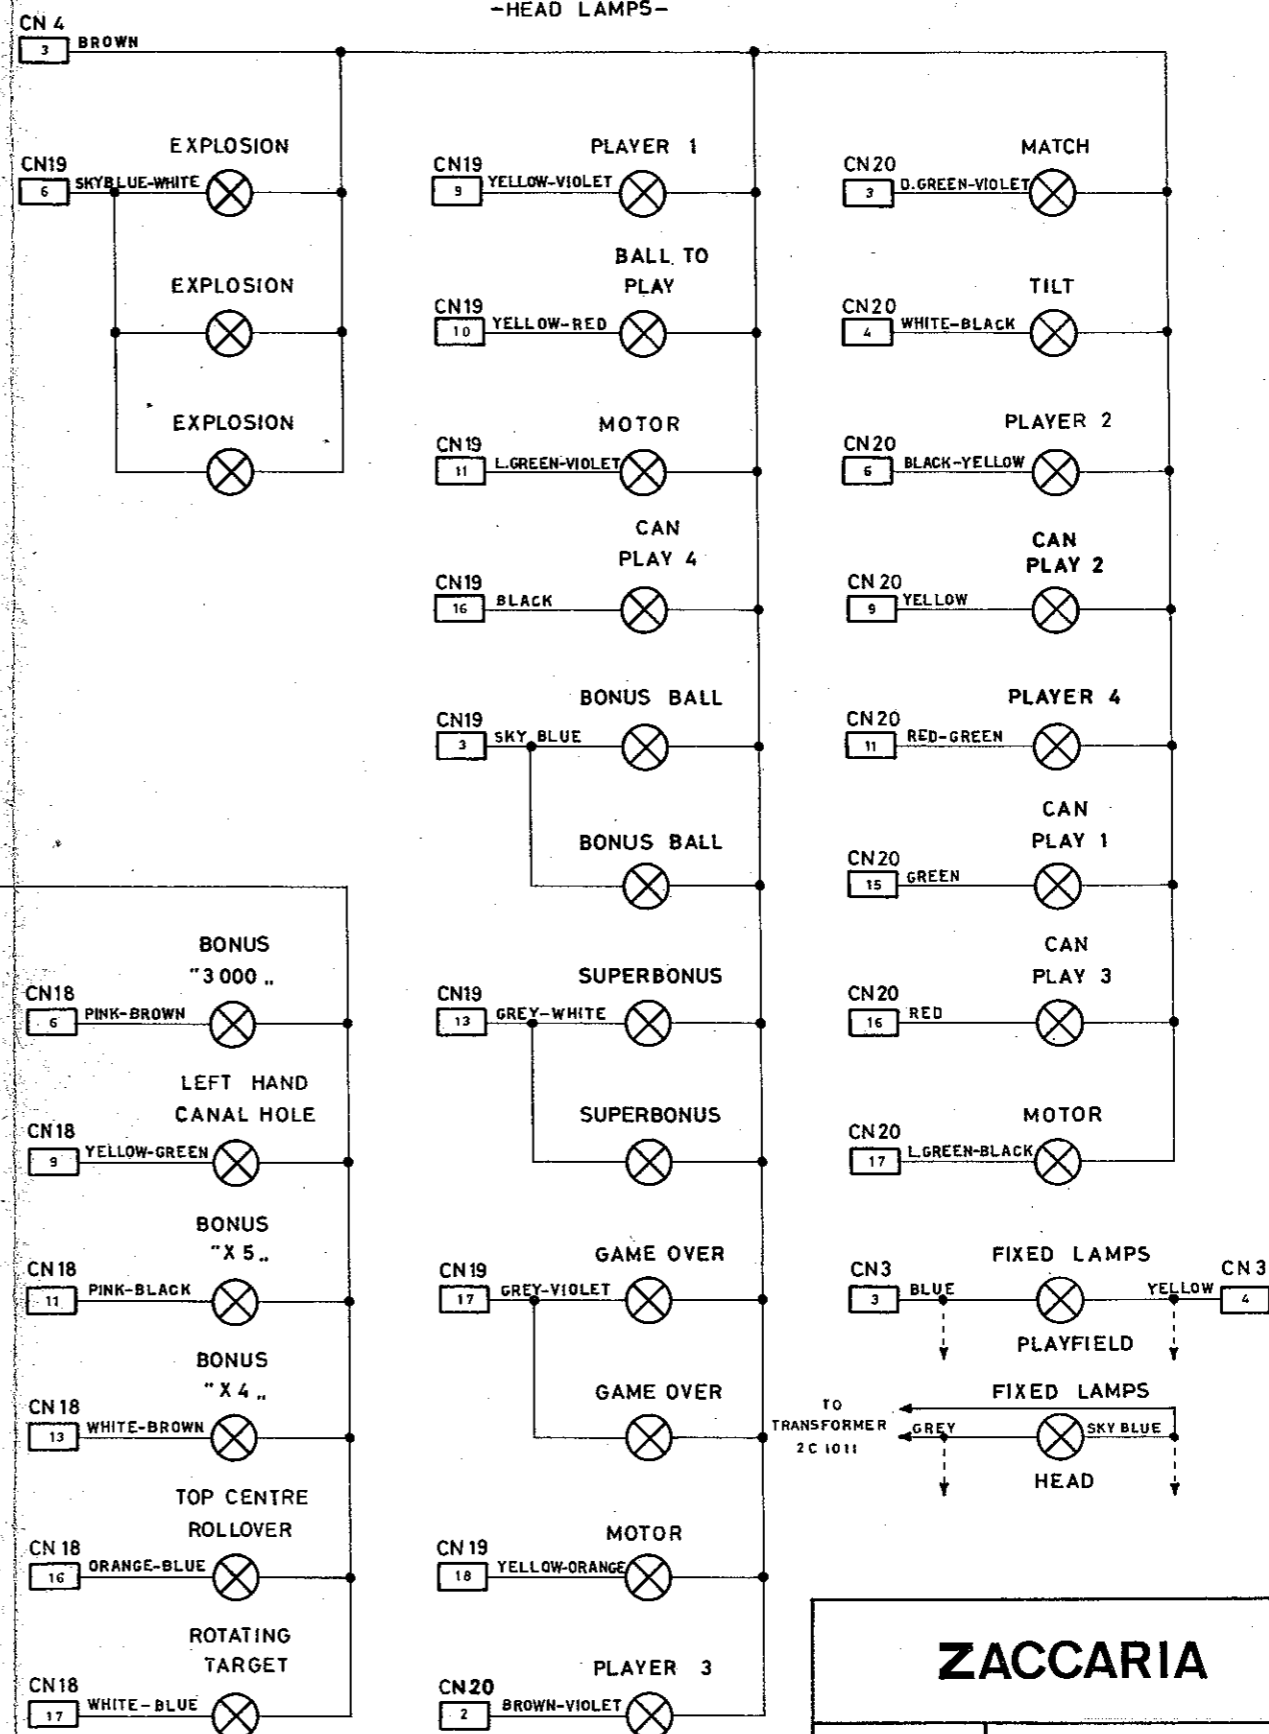 -HEAD LAMPS-
CN 4
3 BROWN
EXPLOSION
CN19
6 SKYBLUE-WHITE
EXPLOSION
EXPLOSION
PLAYER 1
CN19
9 YELLOW-VIOLET
BALL TO
PLAY
CN19
10 YELLOW-RED
MOTOR
CN19
11 L.GREEN-VIOLET
CAN
PLAY 4
CN19
16 BLACK
BONUS BALL
CN19
3 SKY BLUE
BONUS BALL
SUPERBONUS
CN19
13 GREY-WHITE
SUPERBONUS
GAME OVER
CN19
17 GREY-VIOLET
GAME OVER
MOTOR
CN 19
18 YELLOW-ORANGE
PLAYER 3
CN20
2 BROWN-VIOLET
MATCH
CN20
3 D.GREEN-VIOLET
TILT
CN20
4 WHITE-BLACK
PLAYER 2
CN20
6 BLACK-YELLOW
CAN
PLAY 2
CN 20
9 YELLOW
PLAYER 4
CN20
11 RED-GREEN
CAN
PLAY 1
CN20
15 GREEN
CAN
PLAY 3
CN20
16 RED
MOTOR
CN20
17 L.GREEN-BLACK
FIXED LAMPS
CN3 CN3
3 BLUE YELLOW 4
PLAYFIELD
FIXED LAMPS
TO
TRANSFORMER
2C 1011
GREY SKY BLUE
HEAD
BONUS
"3000„
CN18
6 PINK-BROWN
LEFT HAND
CANAL HOLE
CN18
9 YELLOW-GREEN
BONUS
"X 5„
CN18
11 PINK-BLACK
BONUS
"X 4„
CN 18
13 WHITE-BROWN
TOP CENTRE
ROLLOVER
CN 18
16 ORANGE-BLUE
ROTATING
TARGET
CN18
17 WHITE-BLUE
ZACCARIA